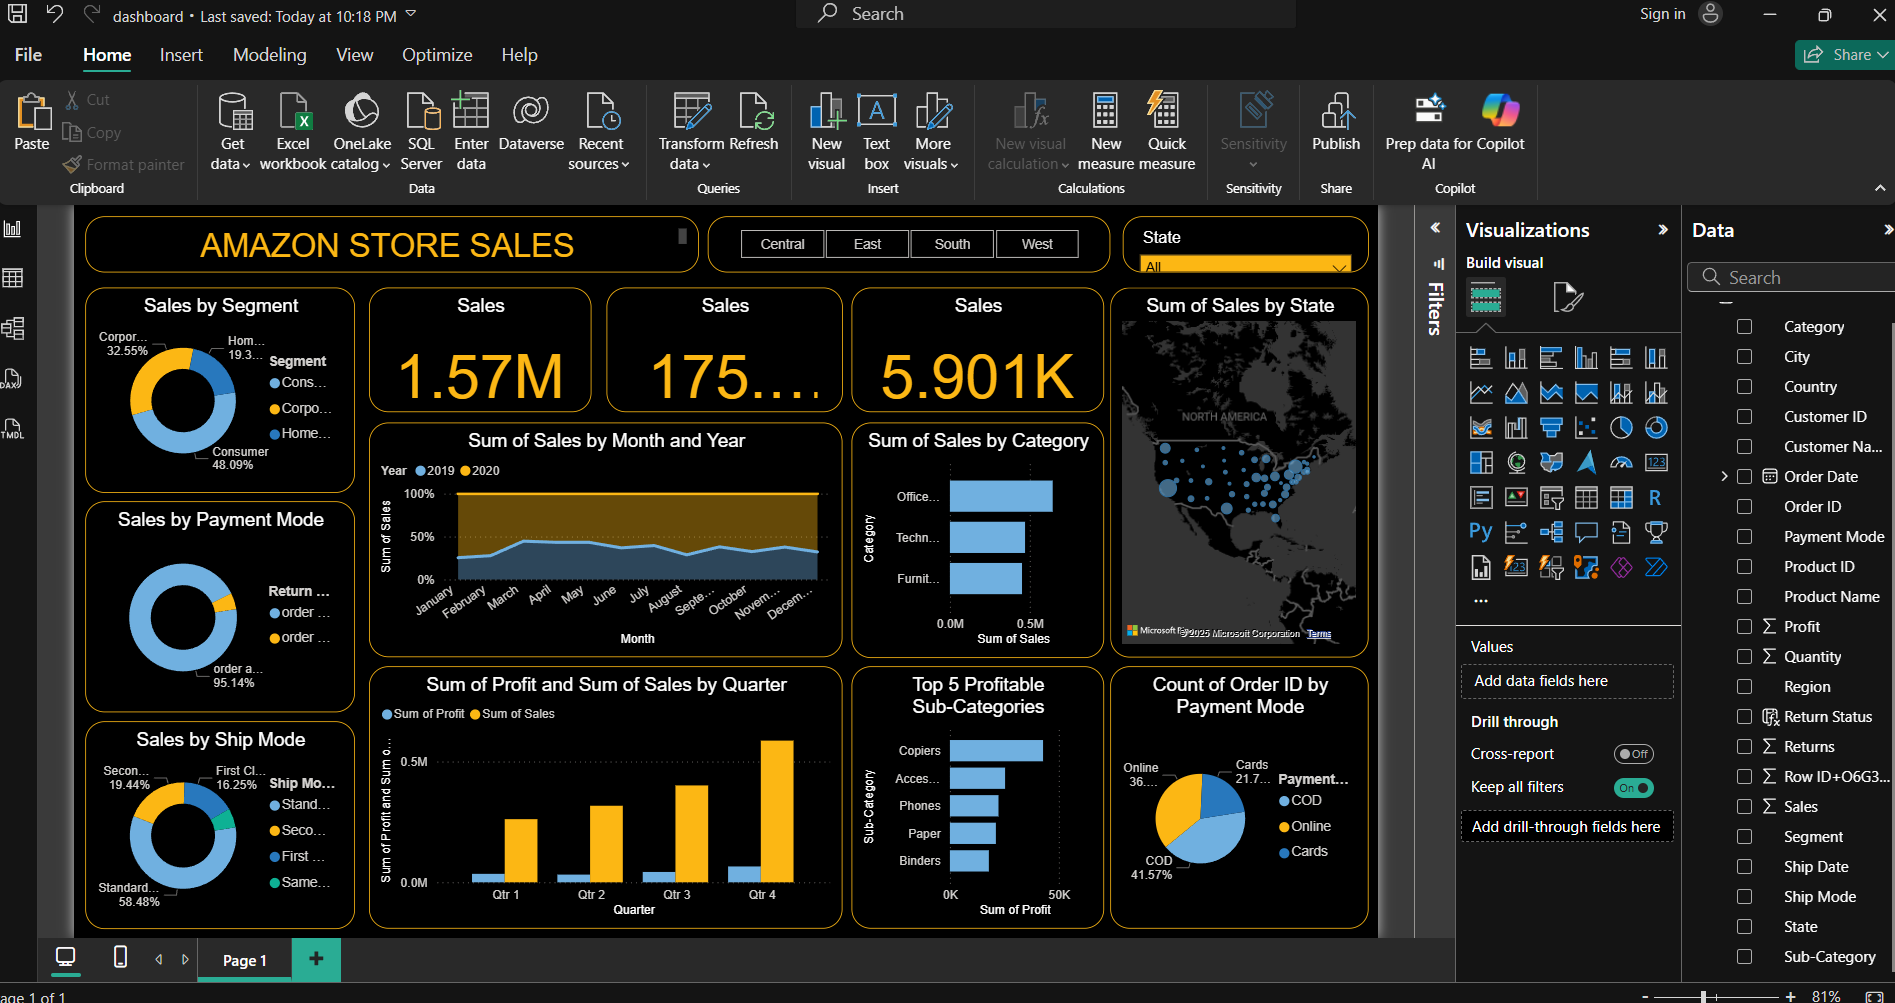 dashboard • Last saved: Today at 10:18 PM
Search
Sign in
File Home Insert Modeling View Optimize Help
Share
Paste
Cut
Copy
Format painter
Clipboard
Get data
Excel workbook
OneLake catalog
SQL Server
Enter data
Dataverse
Recent sources
Data
Transform data
Refresh
Queries
New visual
Text box
More visuals
Insert
New visual calculation
New measure
Quick measure
Calculations
Sensitivity
Sensitivity
Publish
Share
Prep data for AI
Copilot
Copilot
AMAZON STORE SALES
Central East South West
State
All
Sales by Segment
Corpor...
32.55%
Hom...
19.3...
Segment
Cons...
Corpo...
Home...
Consumer
48.09%
Sales
1.57M
Sales
175....
Sales
5.901K
Sum of Sales by State
NORTH AMERICA
©2025 Microsoft Corporation Terms
Sum of Sales by Month and Year
Year 2019 2020
100%
50%
0%
Sum of Sales
January
February
March
April
May
June
July
August
Septe...
October
Novem...
Decem...
Month
Sum of Sales by Category
Category
Office...
Techn...
Furnit...
0.0M 0.5M
Sum of Sales
Sales by Payment Mode
Return ...
order ...
order ...
order a...
95.14%
Sales by Ship Mode
Secon...
19.44%
First Cl...
16.25%
Ship Mo...
Stand...
Seco...
First ...
Same...
Standard...
58.48%
Sum of Profit and Sum of Sales by Quarter
Sum of Profit Sum of Sales
Sum of Profit and Sum o...
0.5M
0.0M
Qtr 1 Qtr 2 Qtr 3 Qtr 4
Quarter
Top 5 Profitable
Sub-Categories
Sub-Category
Copiers
Acces...
Phones
Paper
Binders
0K 50K
Sum of Profit
Count of Order ID by
Payment Mode
Online
36....
Cards
21.7...
Payment...
COD
Online
Cards
COD
41.57%
Filters
Visualizations
Build visual
123
R
Py
123
...
Values
Add data fields here
Drill through
Cross-report
Off
Keep all filters
On
Add drill-through fields here
Data
Search
Category
City
Country
Customer ID
Customer Na...
Order Date
Order ID
Payment Mode
Product ID
Product Name
Profit
Quantity
Region
Return Status
Returns
Row ID+O6G3...
Sales
Segment
Ship Date
Ship Mode
State
Sub-Category
DAX
TMDL
Page 1
age 1 of 1
81%